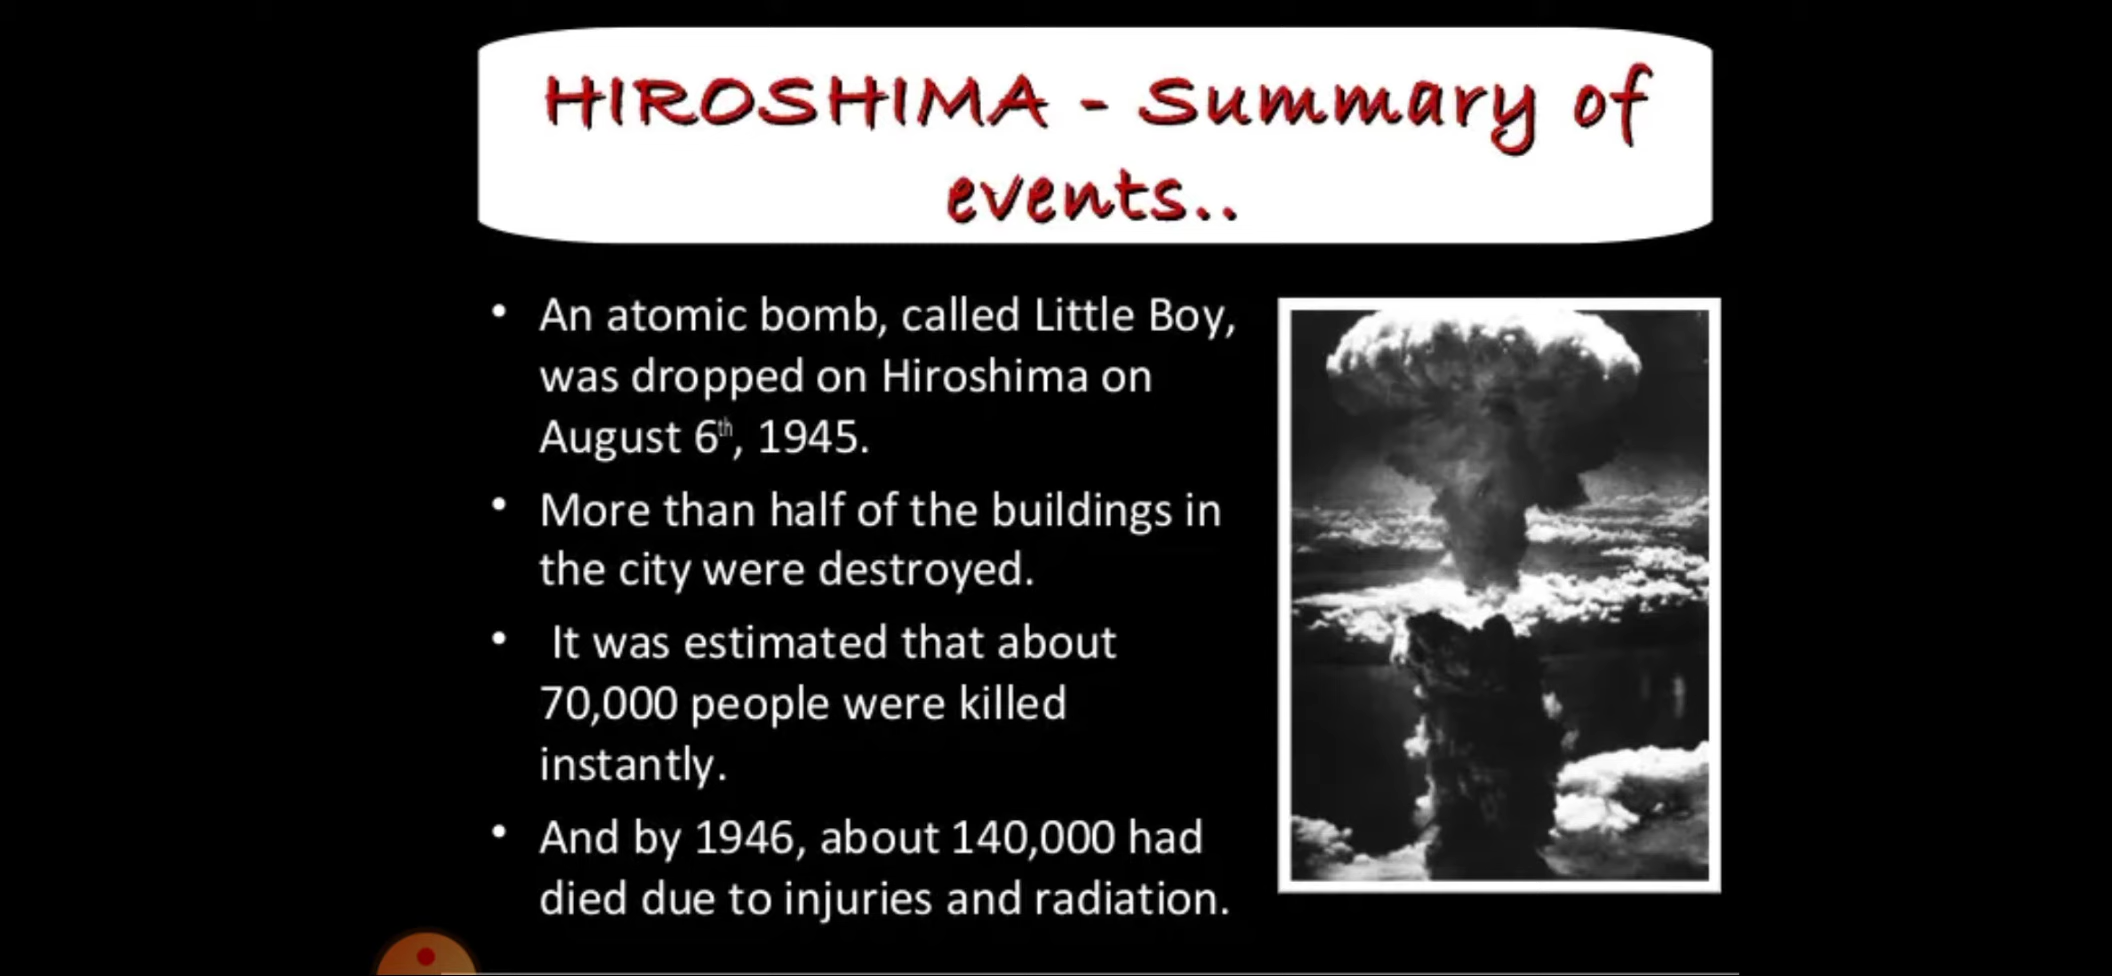 HIROSHIMA - Summary of
events..
• An atomic bomb, called Little Boy,
was dropped on Hiroshima on
August 6th, 1945.
• More than half of the buildings in
the city were destroyed.
• It was estimated that about
70,000 people were killed
instantly.
• And by 1946, about 140,000 had
died due to injuries and radiation.